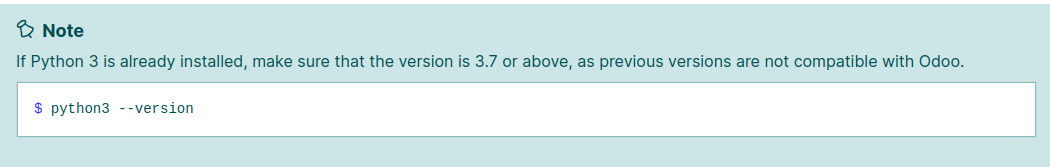 Note
If Python 3 is already installed, make sure that the version is 3.7 or above, as previous versions are not compatible with Odoo.
$ python3 --version